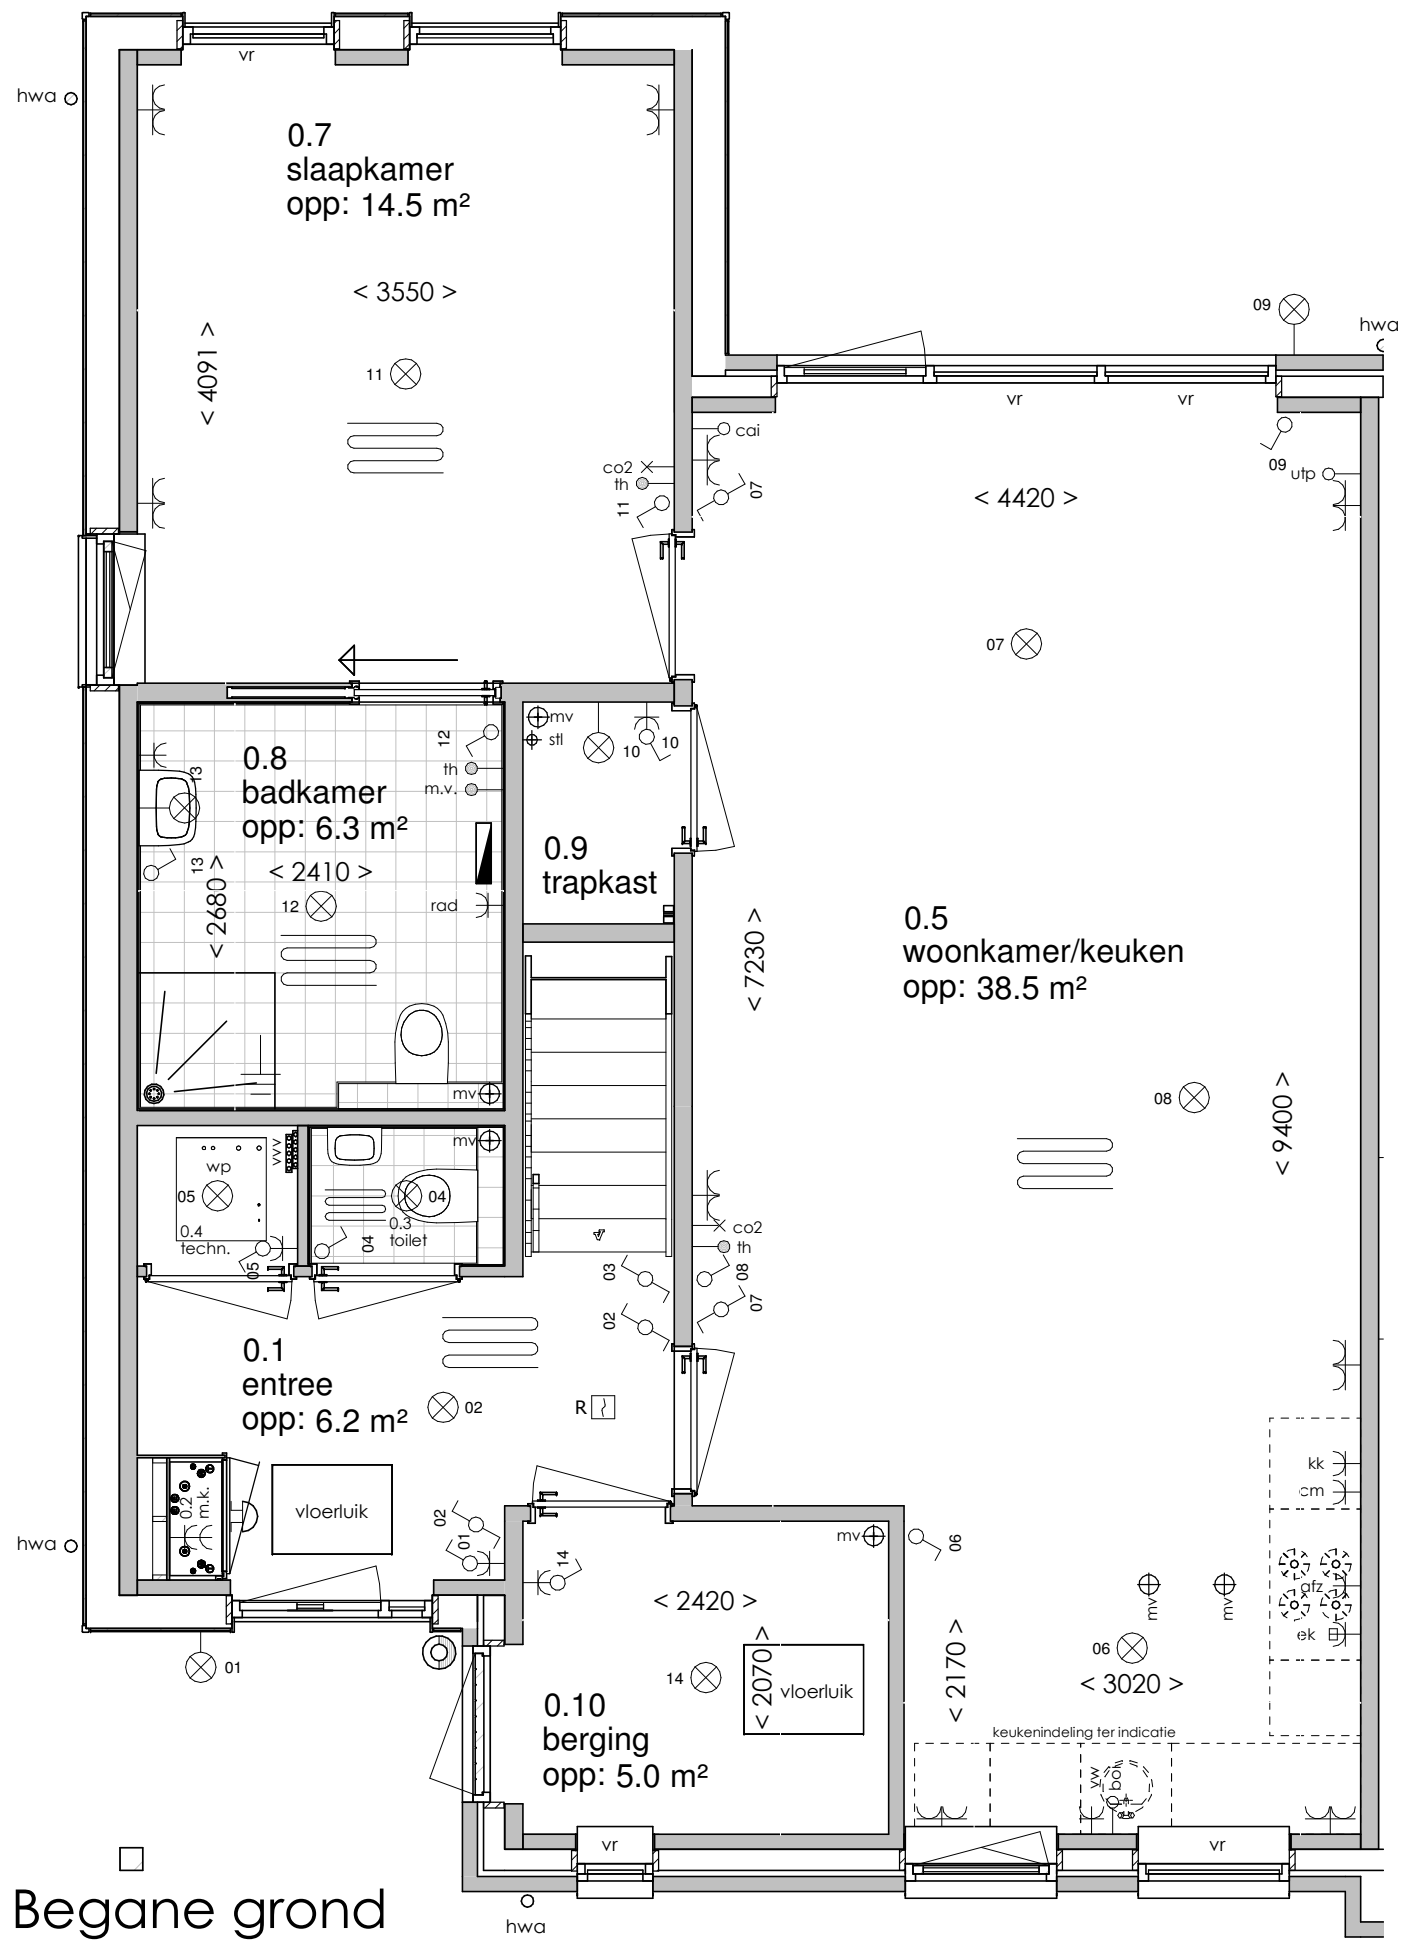 vr
hwa
0.7
slaapkamer
opp: 14.5 m²
< 3550 >
< 4091 >
11
09
hwa
vr
vr
cai
co2
th
11
07
09
utp
< 4420 >
07
0.8
badkamer
opp: 6.3 m²
13
12
th
m.v.
mv
stl
10
10
13
< 2680 >
< 2410 >
12
rad
0.9
trapkast
< 7230 >
0.5
woonkamer/keuken
opp: 38.5 m²
mv
08
< 9400 >
wp
vvv
05
0.4
techn.
05
mv
04
0.3
toilet
04
co2
th
03
08
02
07
0.1
entree
opp: 6.2 m²
02
R
0.2
m.k.
vloerluik
hwa
02
01
14
mv
06
kk
cm
afz
ek
mv
mv
< 2420 >
06
< 3020 >
< 2170 >
01
14
< 2070 >
vloerluik
0.10
berging
opp: 5.0 m²
keukenindeling ter indicatie
vw
boi
vr
vr
Begane grond
hwa